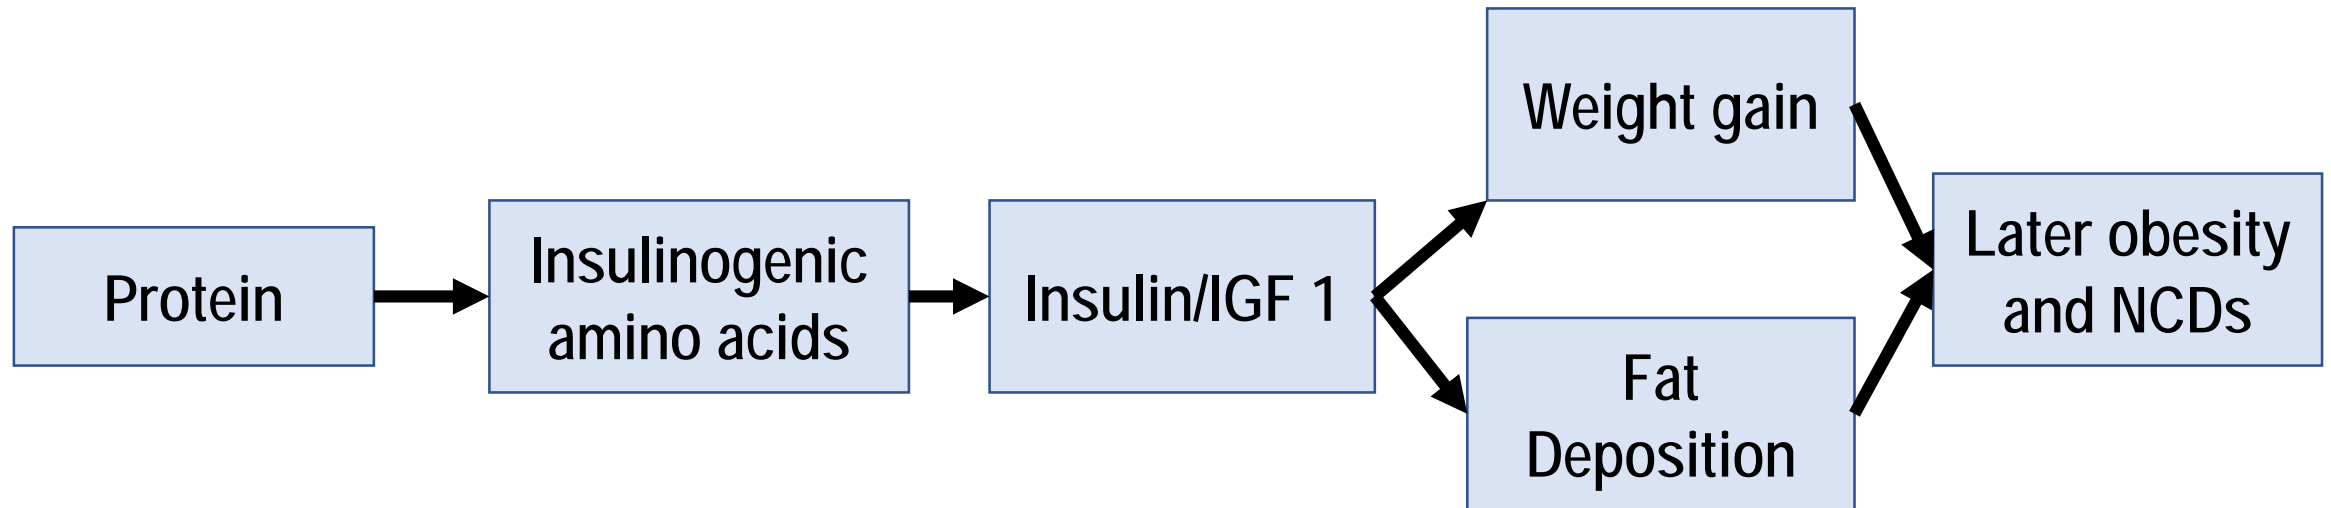 Protein
Insulinogenic
amino acids
Insulin/IGF 1
Weight gain
Fat
Deposition
Later obesity
and NCDs